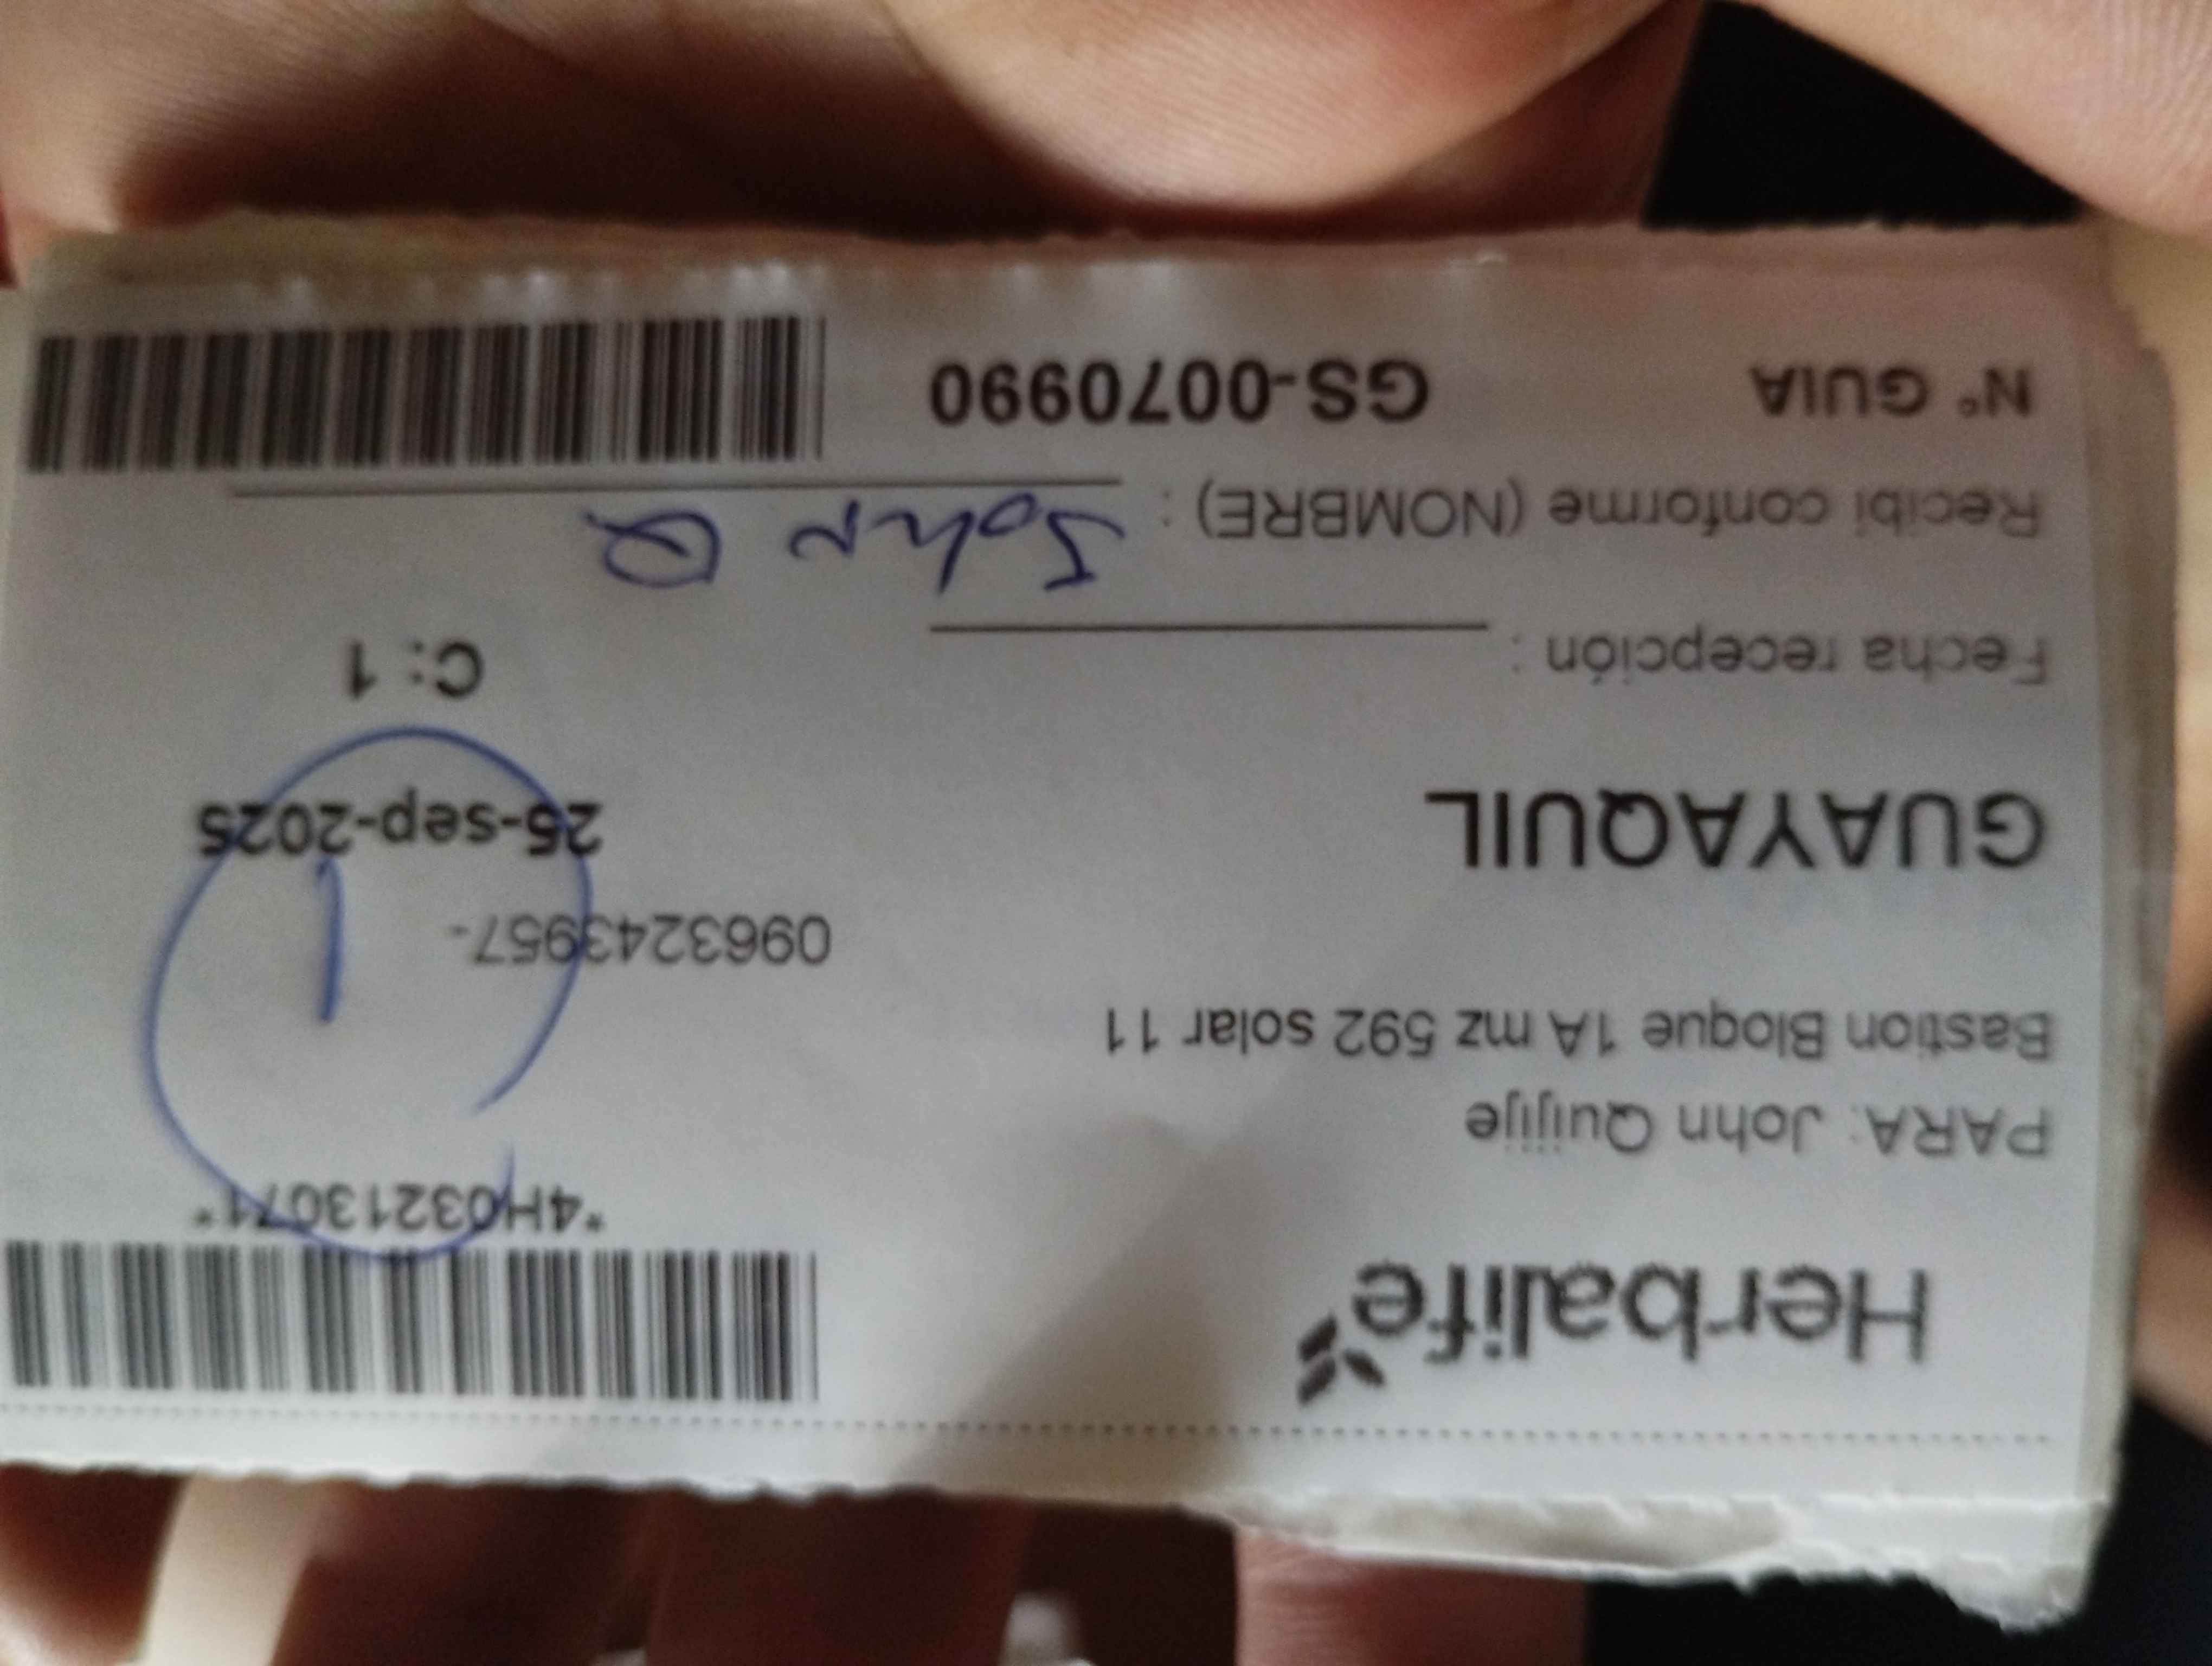 Herbalife
*4H03213071*
PARA: John Quijije
Bastion Bloque 1A mz 592 solar 11
0963243957-
1
GUAYAQUIL
25-sep-2025
C: 1
Fecha recepción :
Recibi conforme (NOMBRE) : John Q
N° GUIA GS-0070990